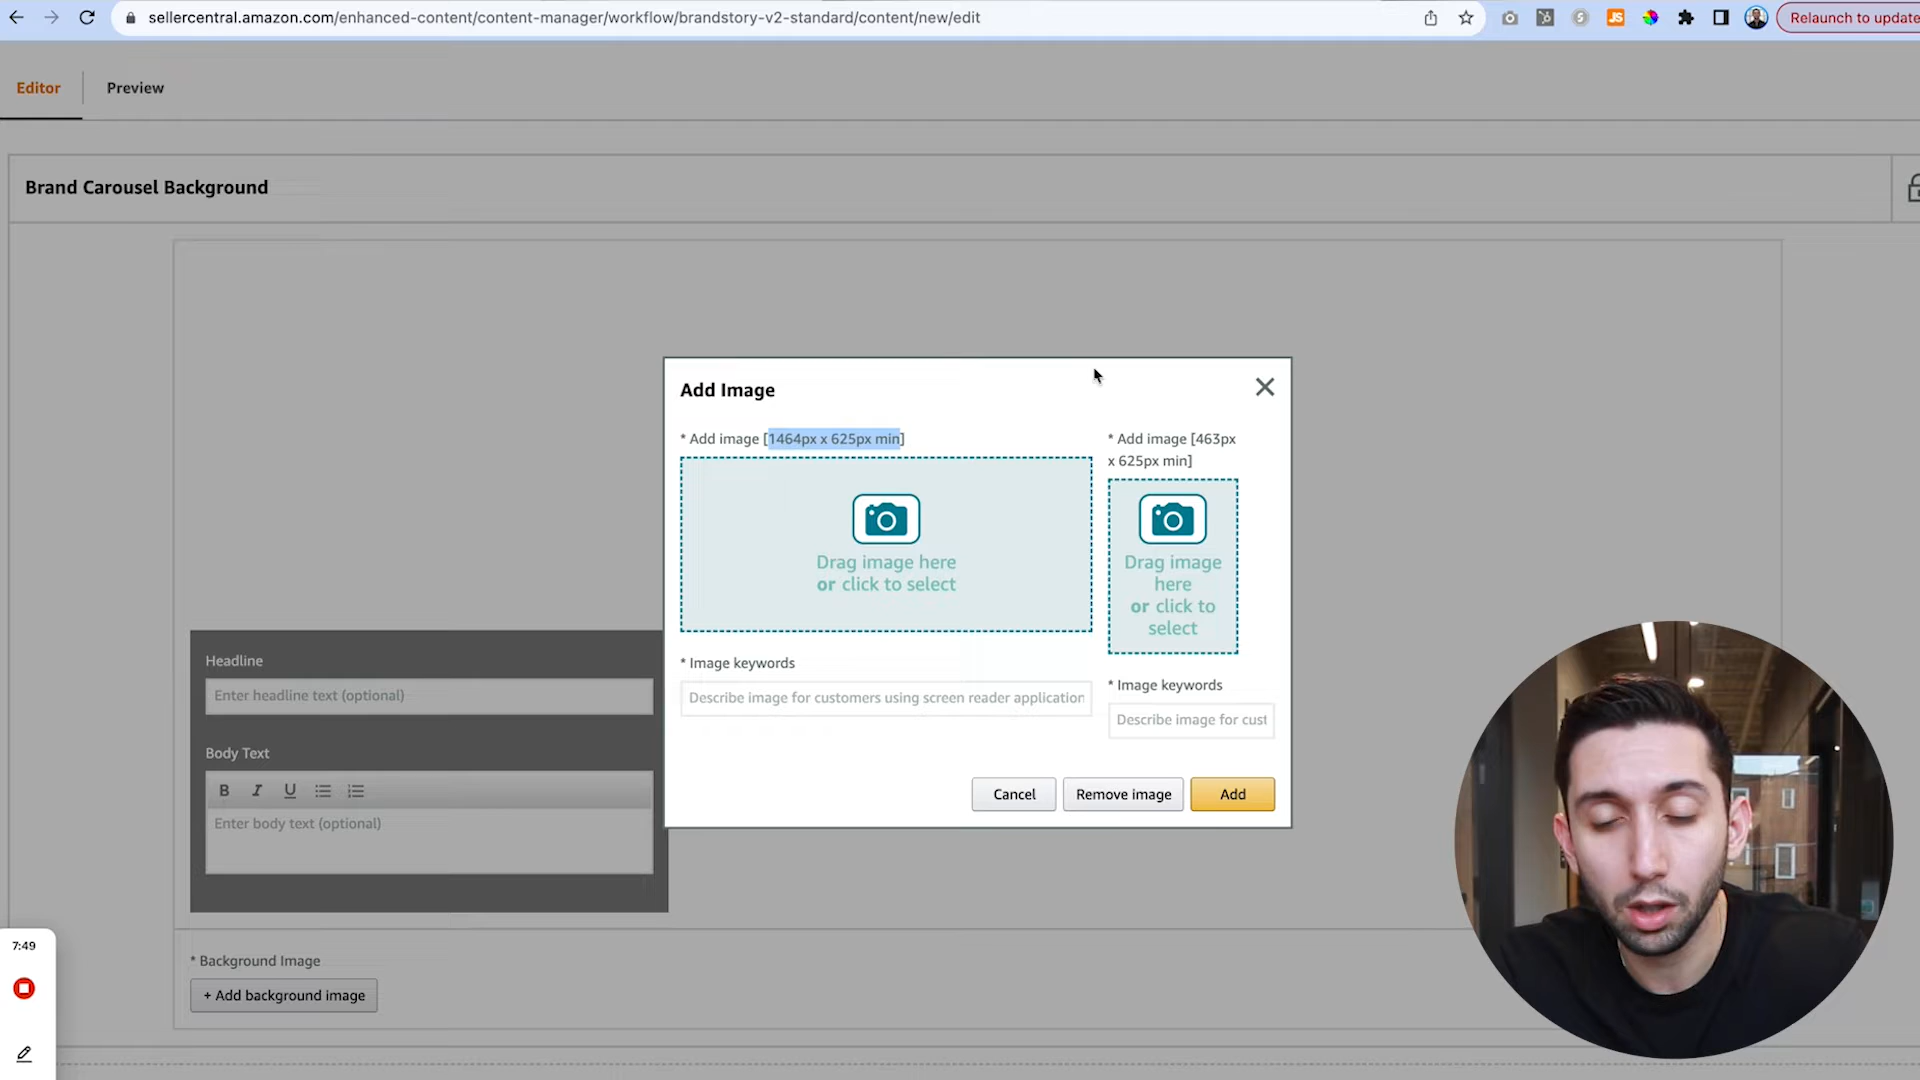 sellercentral.amazon.com/enhanced-content/content-manager/workflow/brandstory-v2-standard/content/new/edit
JS
Relaunch to update
Editor
Preview
Brand Carousel Background
Add Image
* Add image [1464px x 625px min]
* Add image [463px
x 625px min]
Drag image here
or click to select
Drag image
here
or click to
select
* Image keywords
Describe image for customers using screen reader application
* Image keywords
Describe image for cust
Cancel
Remove image
Add
Headline
Enter headline text (optional)
Body Text
B I U
Enter body text (optional)
* Background Image
+ Add background image
7:49